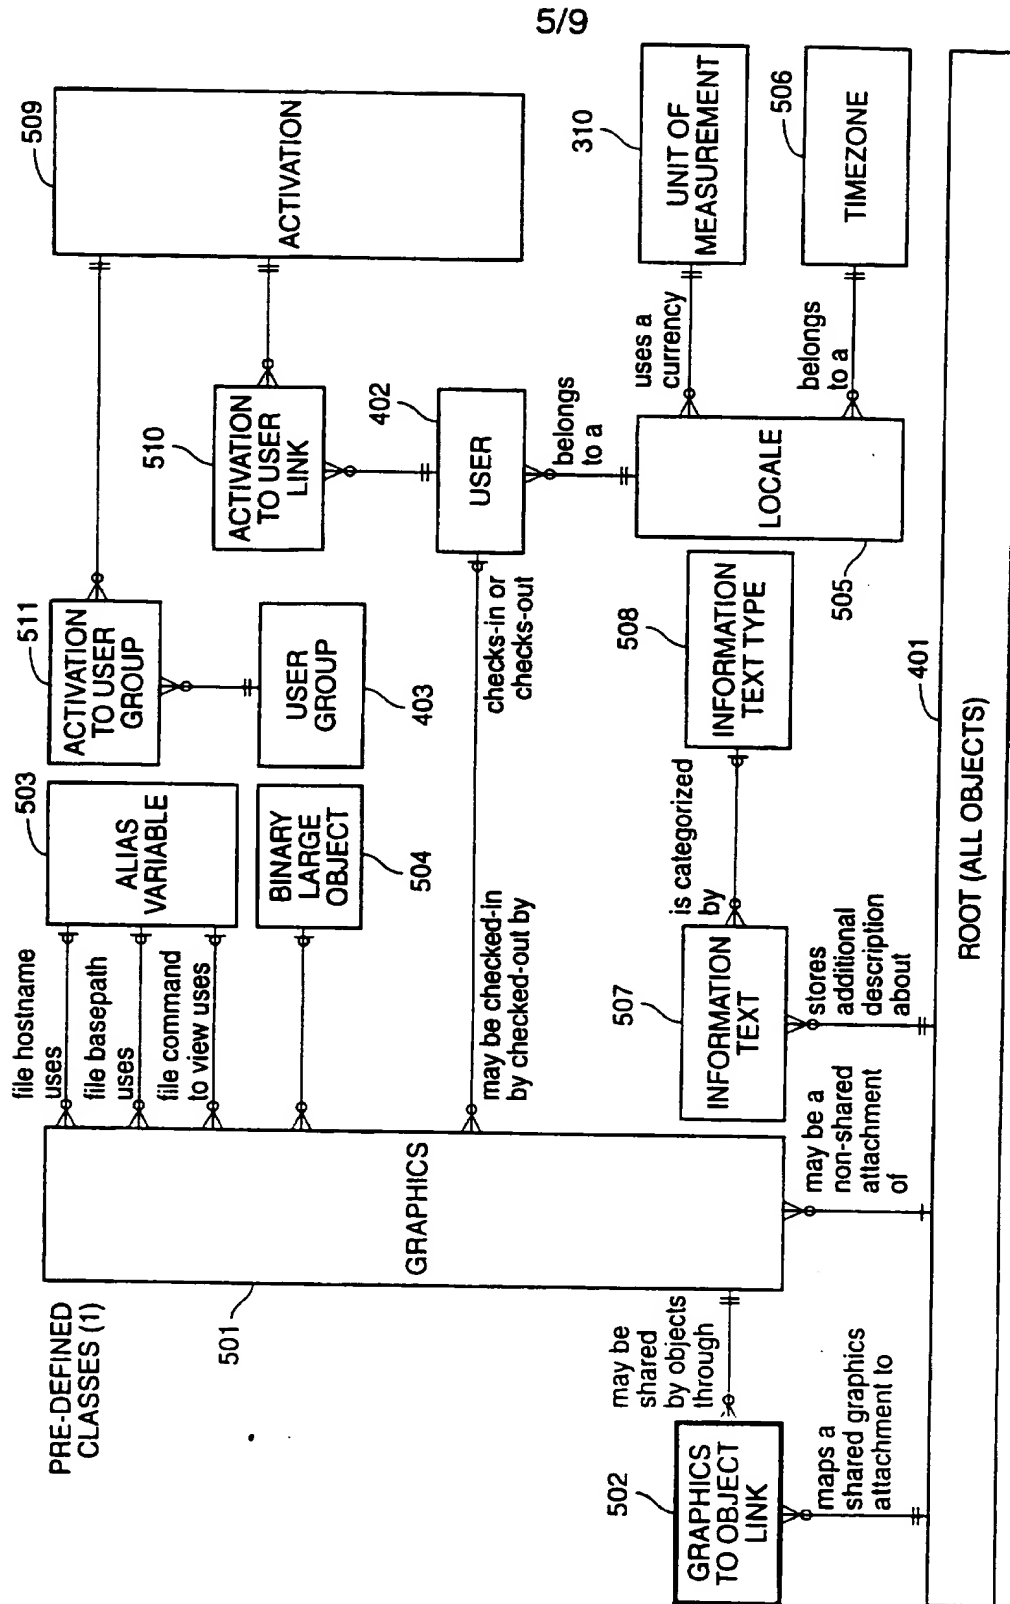 5/9
PRE-DEFINED
CLASSES (1)
501
GRAPHICS
file hostname
uses
file basepath
uses
file command
to view uses
503
ALIAS
VARIABLE
BINARY
LARGE
OBJECT
504
511
ACTIVATION
TO USER
GROUP
USER
GROUP
403
509
ACTIVATION
510
ACTIVATION
TO USER
LINK
402
USER
may be checked-in
by checked-out by
checks-in or
checks-out
belongs
to a
LOCALE
505
uses a
currency
310
UNIT OF
MEASUREMENT
belongs
to a
506
TIMEZONE
508
INFORMATION
TEXT TYPE
is categorized
by
507
INFORMATION
TEXT
stores
additional
description
about
may be a
non-shared
attachment
of
may be
shared
by objects
through
502
GRAPHICS
TO OBJECT
LINK
maps a
shared graphics
attachment to
401
ROOT (ALL OBJECTS)